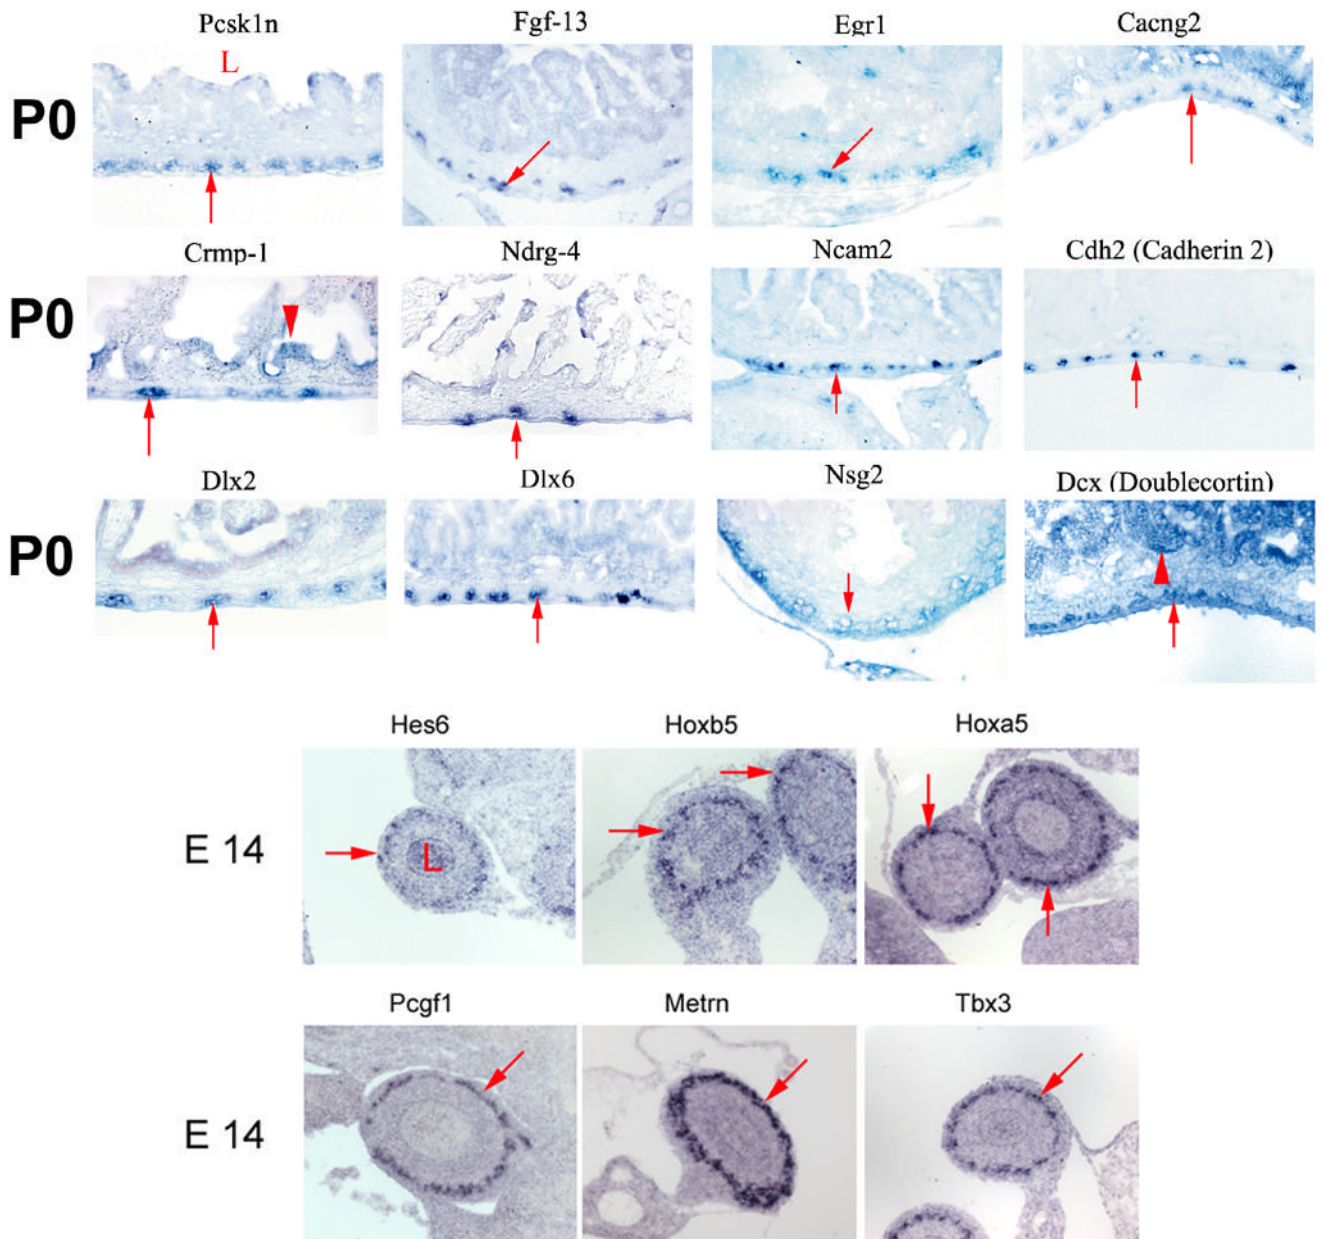 Pcsk1n Fgf-13 Egr1 Cacng2
P0 L
Crmp-1 Ndrg-4 Ncam2 Cdh2 (Cadherin 2)
P0
Dlx2 Dlx6 Nsg2 Dcx (Doublecortin)
P0
Hes6 Hoxb5 Hoxa5
E 14 L
Pcgf1 Metrn Tbx3
E 14